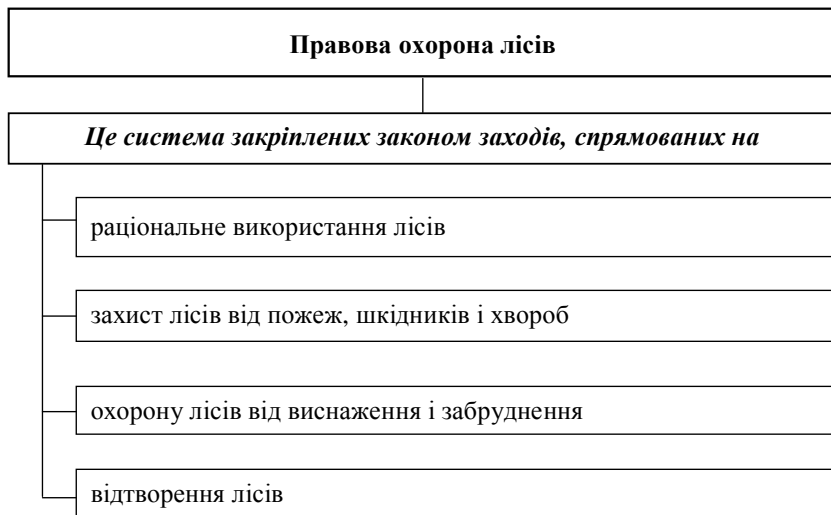 Правова охорона лісів
Це система закріплених законом заходів, спрямованих на
раціональне використання лісів
захист лісів від пожеж, шкідників і хвороб
охорону лісів від виснаження і забруднення
відтворення лісів